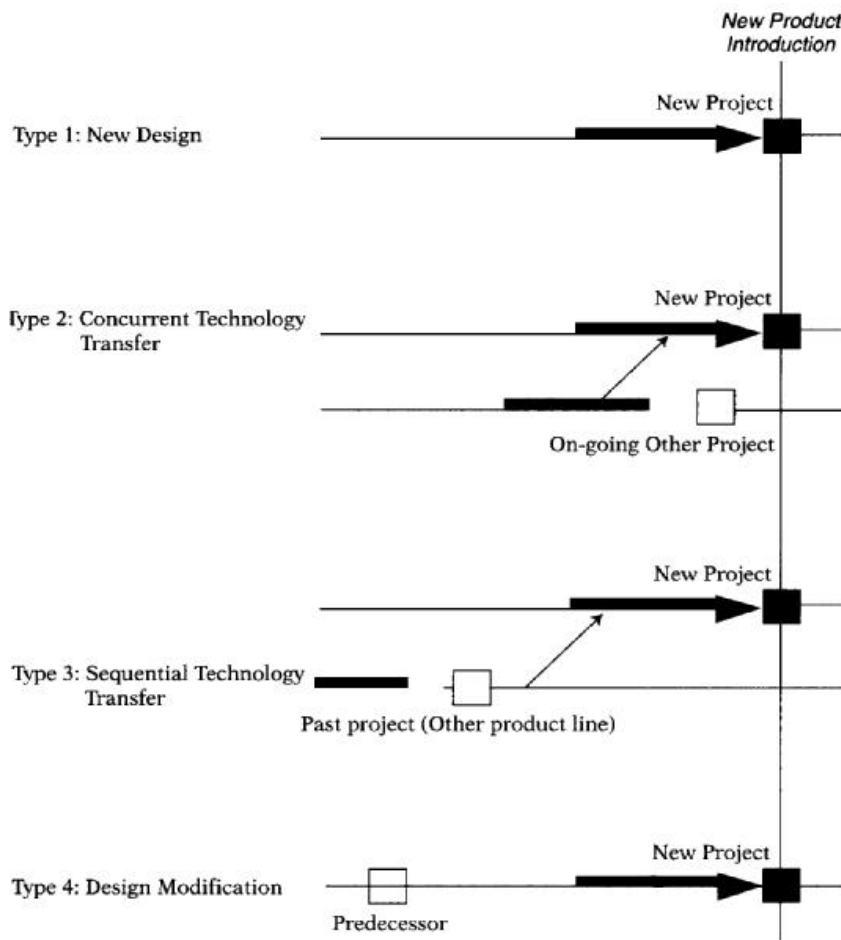 New Product
Introduction
New Project
Type 1: New Design
New Project
Type 2: Concurrent Technology
Transfer
On-going Other Project
New Project
Type 3: Sequential Technology
Transfer
Past project (Other product line)
New Project
Type 4: Design Modification
Predecessor